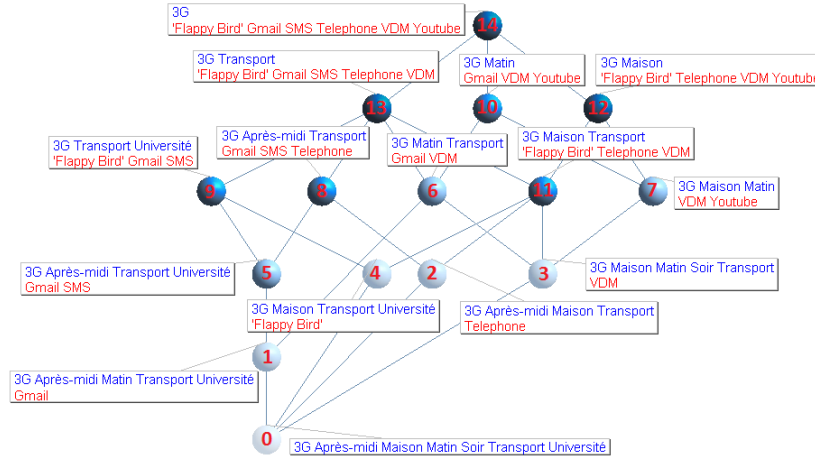 3G
'Flappy Bird' Gmail SMS Telephone VDM Youtube
14
3G Transport
'Flappy Bird' Gmail SMS Telephone VDM
3G Matin
Gmail VDM Youtube
3G Maison
'Flappy Bird' Telephone VDM Youtube
13
10
12
3G Transport Université
'Flappy Bird' Gmail SMS
3G Après-midi Transport
Gmail SMS Telephone
3G Matin Transport
Gmail VDM
3G Maison Transport
'Flappy Bird' Telephone VDM
9
8
6
11
7
3G Maison Matin
VDM Youtube
3G Après-midi Transport Université
Gmail SMS
5
4
2
3
3G Maison Matin Soir Transport
VDM
3G Maison Transport Université
'Flappy Bird'
3G Après-midi Maison Transport
Telephone
1
3G Après-midi Matin Transport Université
Gmail
0
3G Après-midi Maison Matin Soir Transport Université